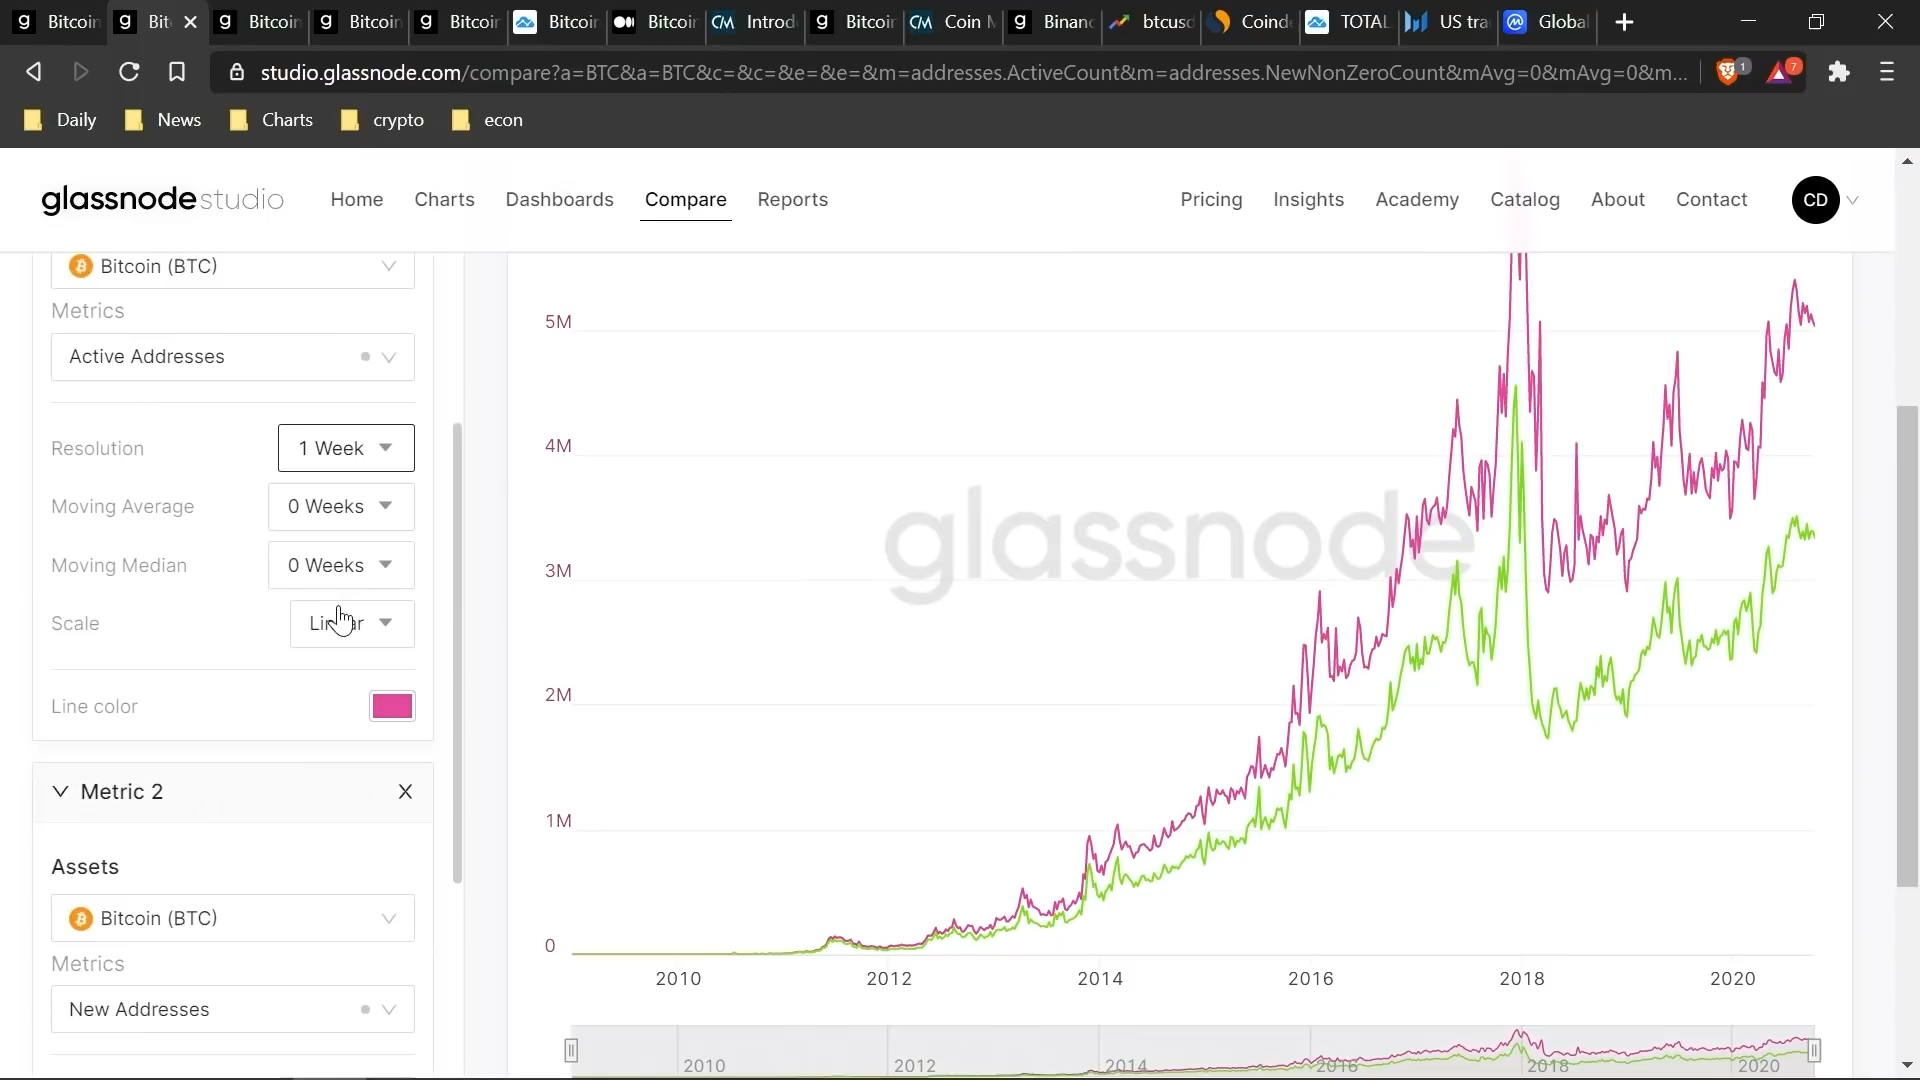 Bitcoin Bit Bitcoin Bitcoin Bitcoin Bitcoin Bitcoin Introd Bitcoin Coin M Binanc btcusd Coinde TOTAL US tra Global
studio.glassnode.com/compare?a=BTC&a=BTC&c=&c=&e=&e=&m=addresses.ActiveCount&m=addresses.NewNonZeroCount&mAvg=0&mAvg=0&m... 1 7
Daily News Charts crypto econ
glassnodestudio Home Charts Dashboards Compare Reports Pricing Insights Academy Catalog About Contact CD
Bitcoin (BTC)
Metrics
Active Addresses
Resolution 1 Week
Moving Average 0 Weeks
Moving Median 0 Weeks
Scale
Line color
Metric 2 X
Assets
Bitcoin (BTC)
Metrics
New Addresses
5M
4M
3M
2M
1M
0
glassnode
2010 2012 2014 2016 2018 2020
2010 2012 2014 2016 2018 2020